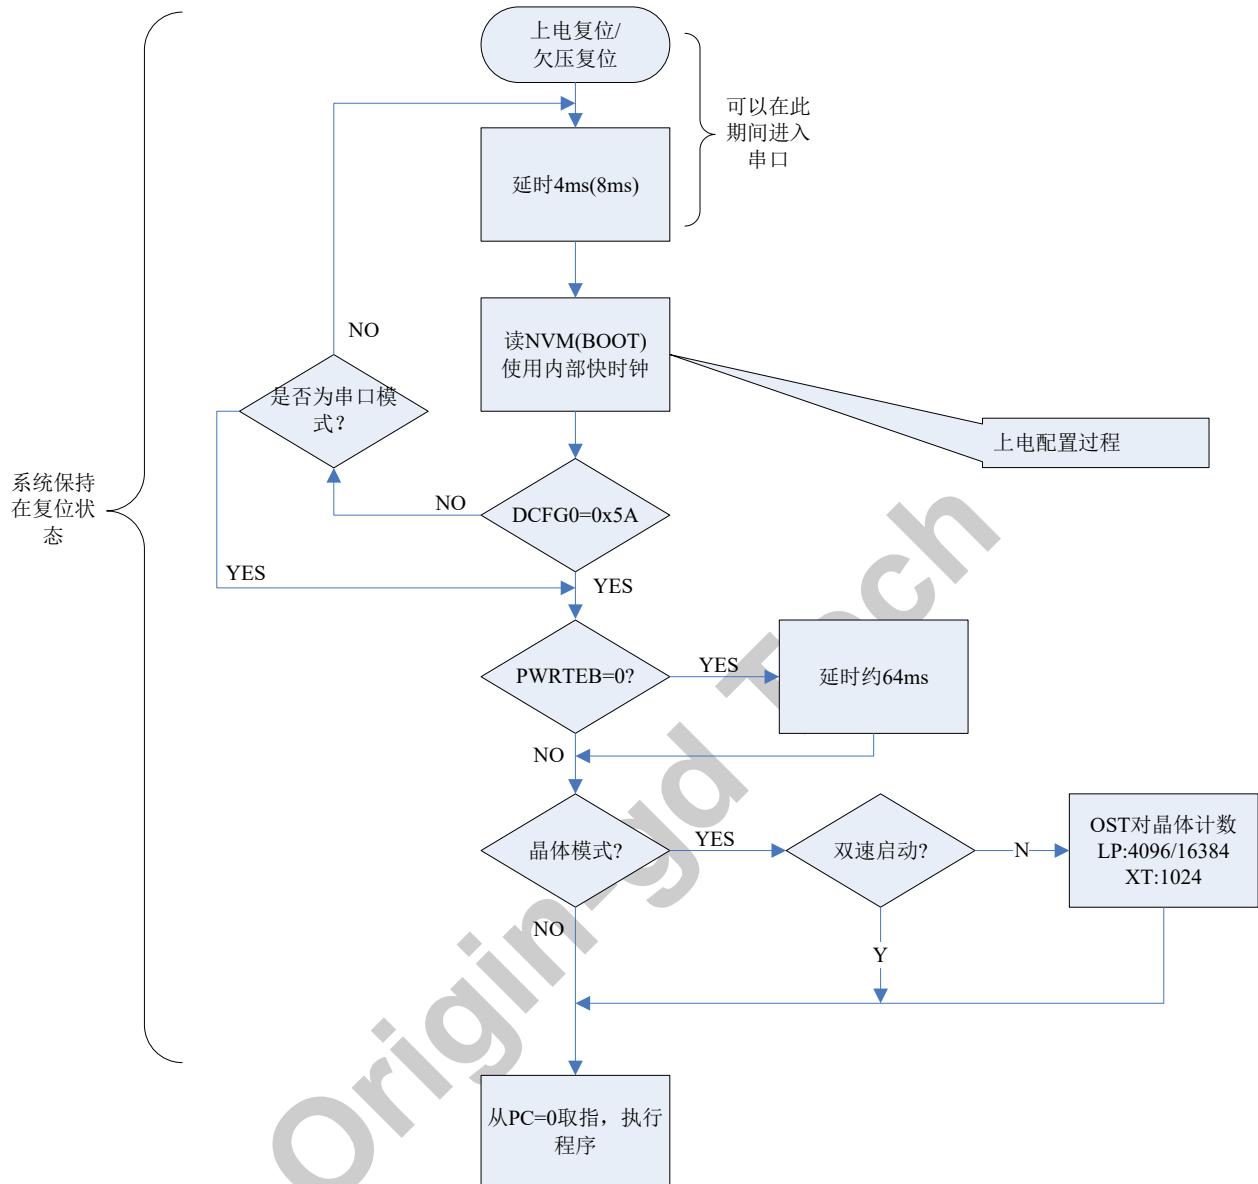 上电复位/
欠压复位
可以在此
期间进入
串口
延时4ms(8ms)
NO
读NVM(BOOT)
使用内部快时钟
是否为串口模
式？
上电配置过程
系统保持
在复位状
态
NO
DCFG0=0x5A
YES
YES
PWRTEB=0?
YES
延时约64ms
NO
晶体模式?
YES
双速启动?
N
OST对晶体计数
LP:4096/16384
XT:1024
NO
Y
从PC=0取指，执行
程序
Origin-gd Tech